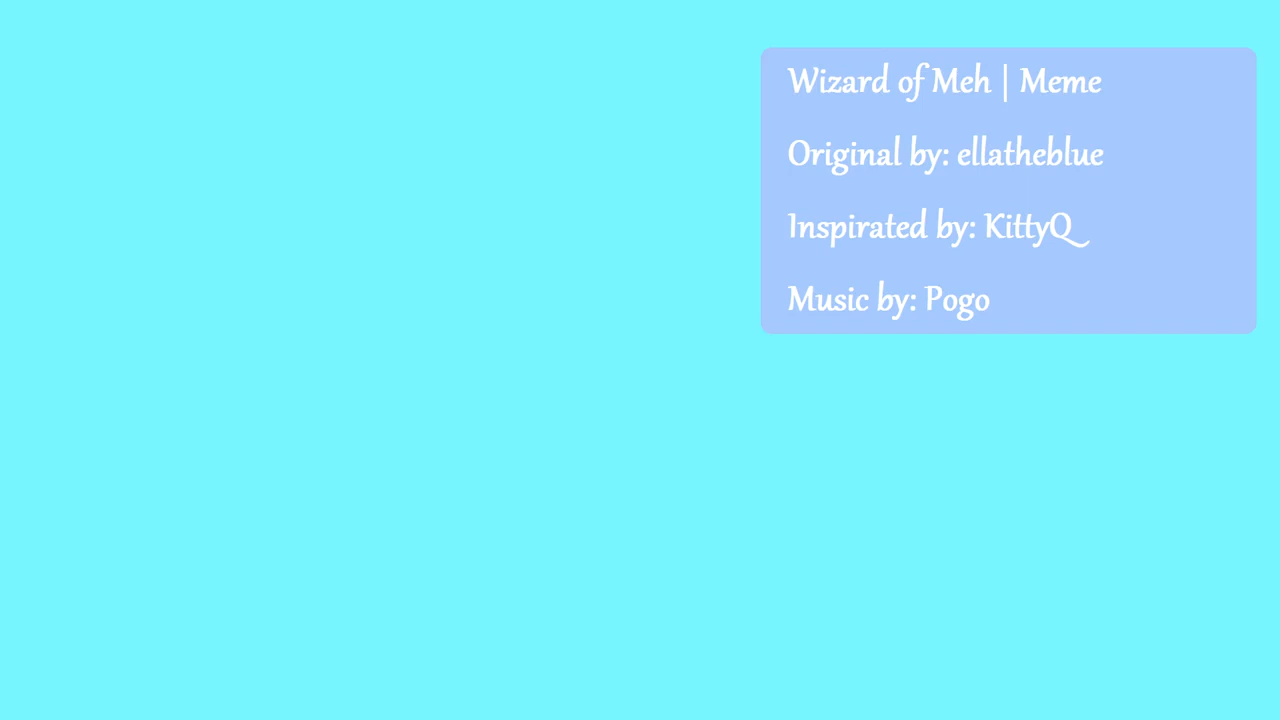 Wizard of Meh | Meme
Original by: ellatheblue
Inspirated by: KittyQ
Music by: Pogo